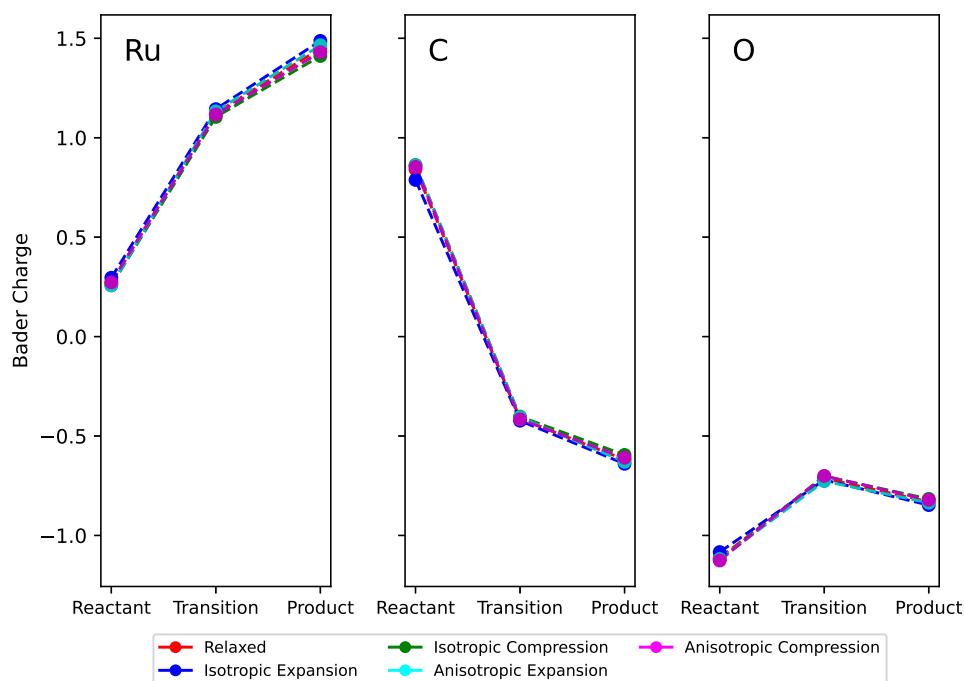 Ru
C
O
Bader Charge
1.5
1.0
0.5
0.0
−0.5
−1.0
Reactant Transition Product
Reactant Transition Product
Reactant Transition Product
Relaxed
Isotropic Expansion
Isotropic Compression
Anisotropic Expansion
Anisotropic Compression